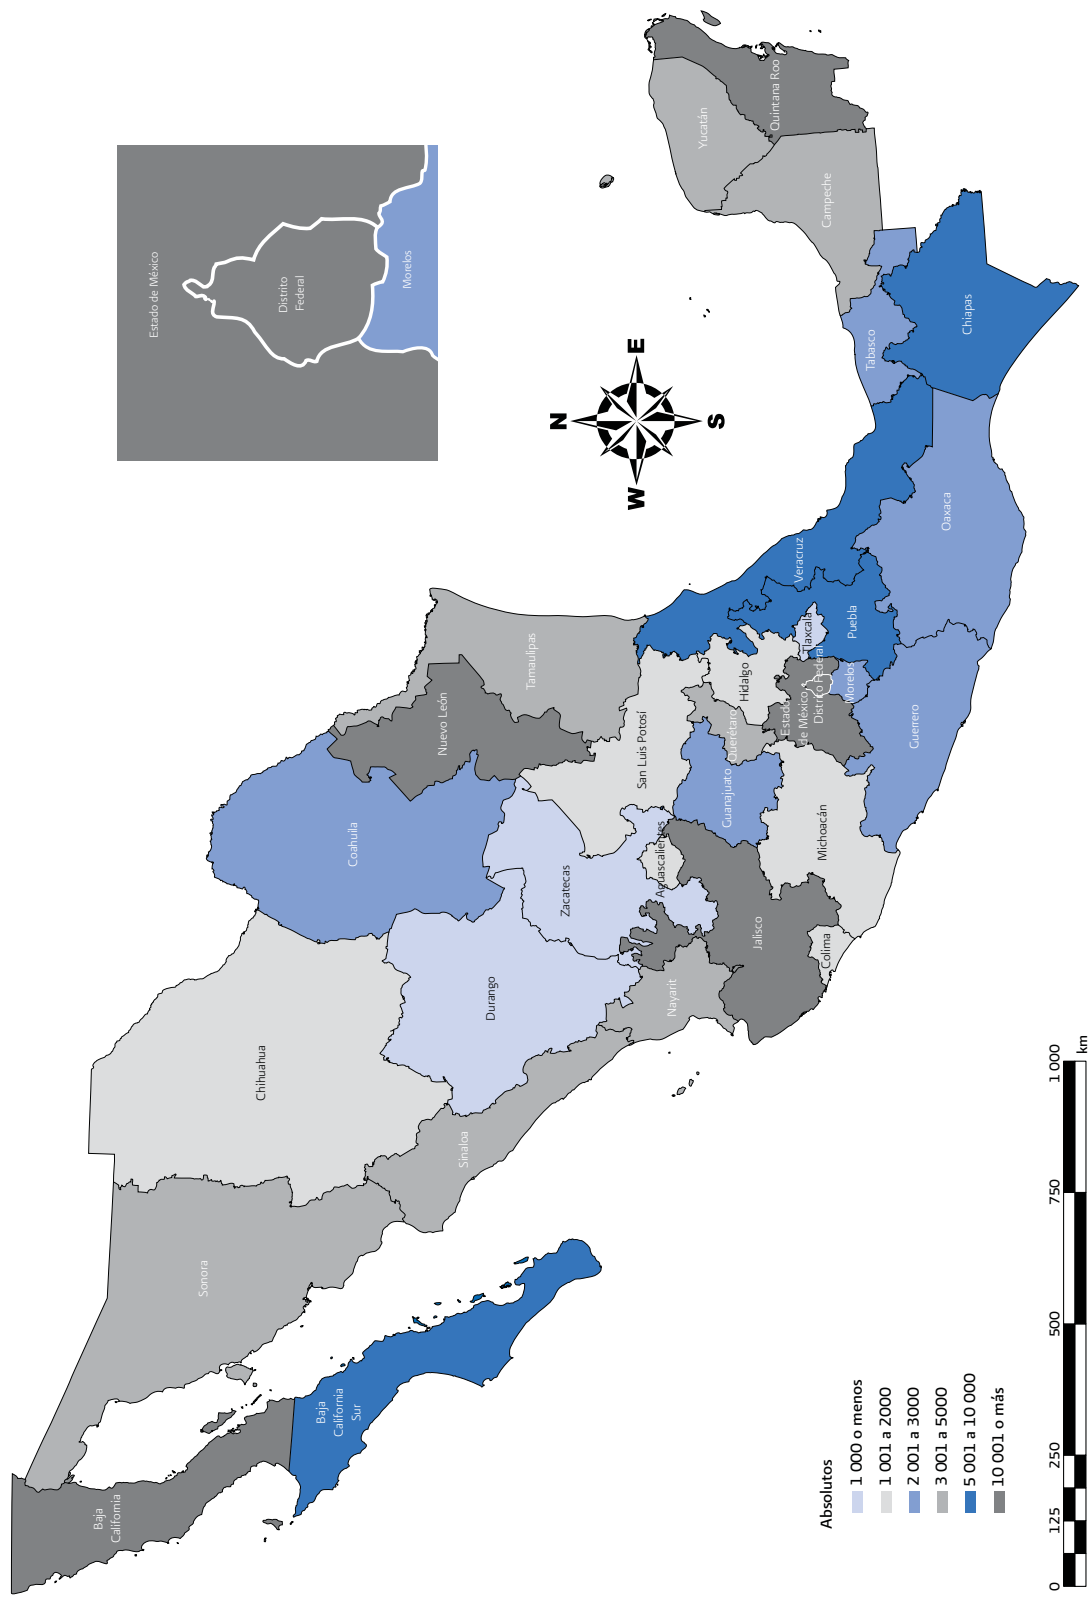 Estado de México
Distrito
Federal
Morelos
N
W
E
S
Baja
California
Baja
California
Sur
Sonora
Chihuahua
Sinaloa
Durango
Coahuila
Nuevo León
Tamaulipas
Zacatecas
San Luis Potosí
Nayarit
Aguascalientes
Jalisco
Colima
Guanajuato
Querétaro
Hidalgo
Michoacán
Estado
de México
Distrito Federal
Morelos
Tlaxcala
Puebla
Veracruz
Guerrero
Oaxaca
Tabasco
Chiapas
Campeche
Yucatán
Quintana Roo
Absolutos
1 000 o menos
1 001 a 2000
2 001 a 3000
3 001 a 5000
5 001 a 10 000
10 001 o más
0 125 250 500 750 1 000
km